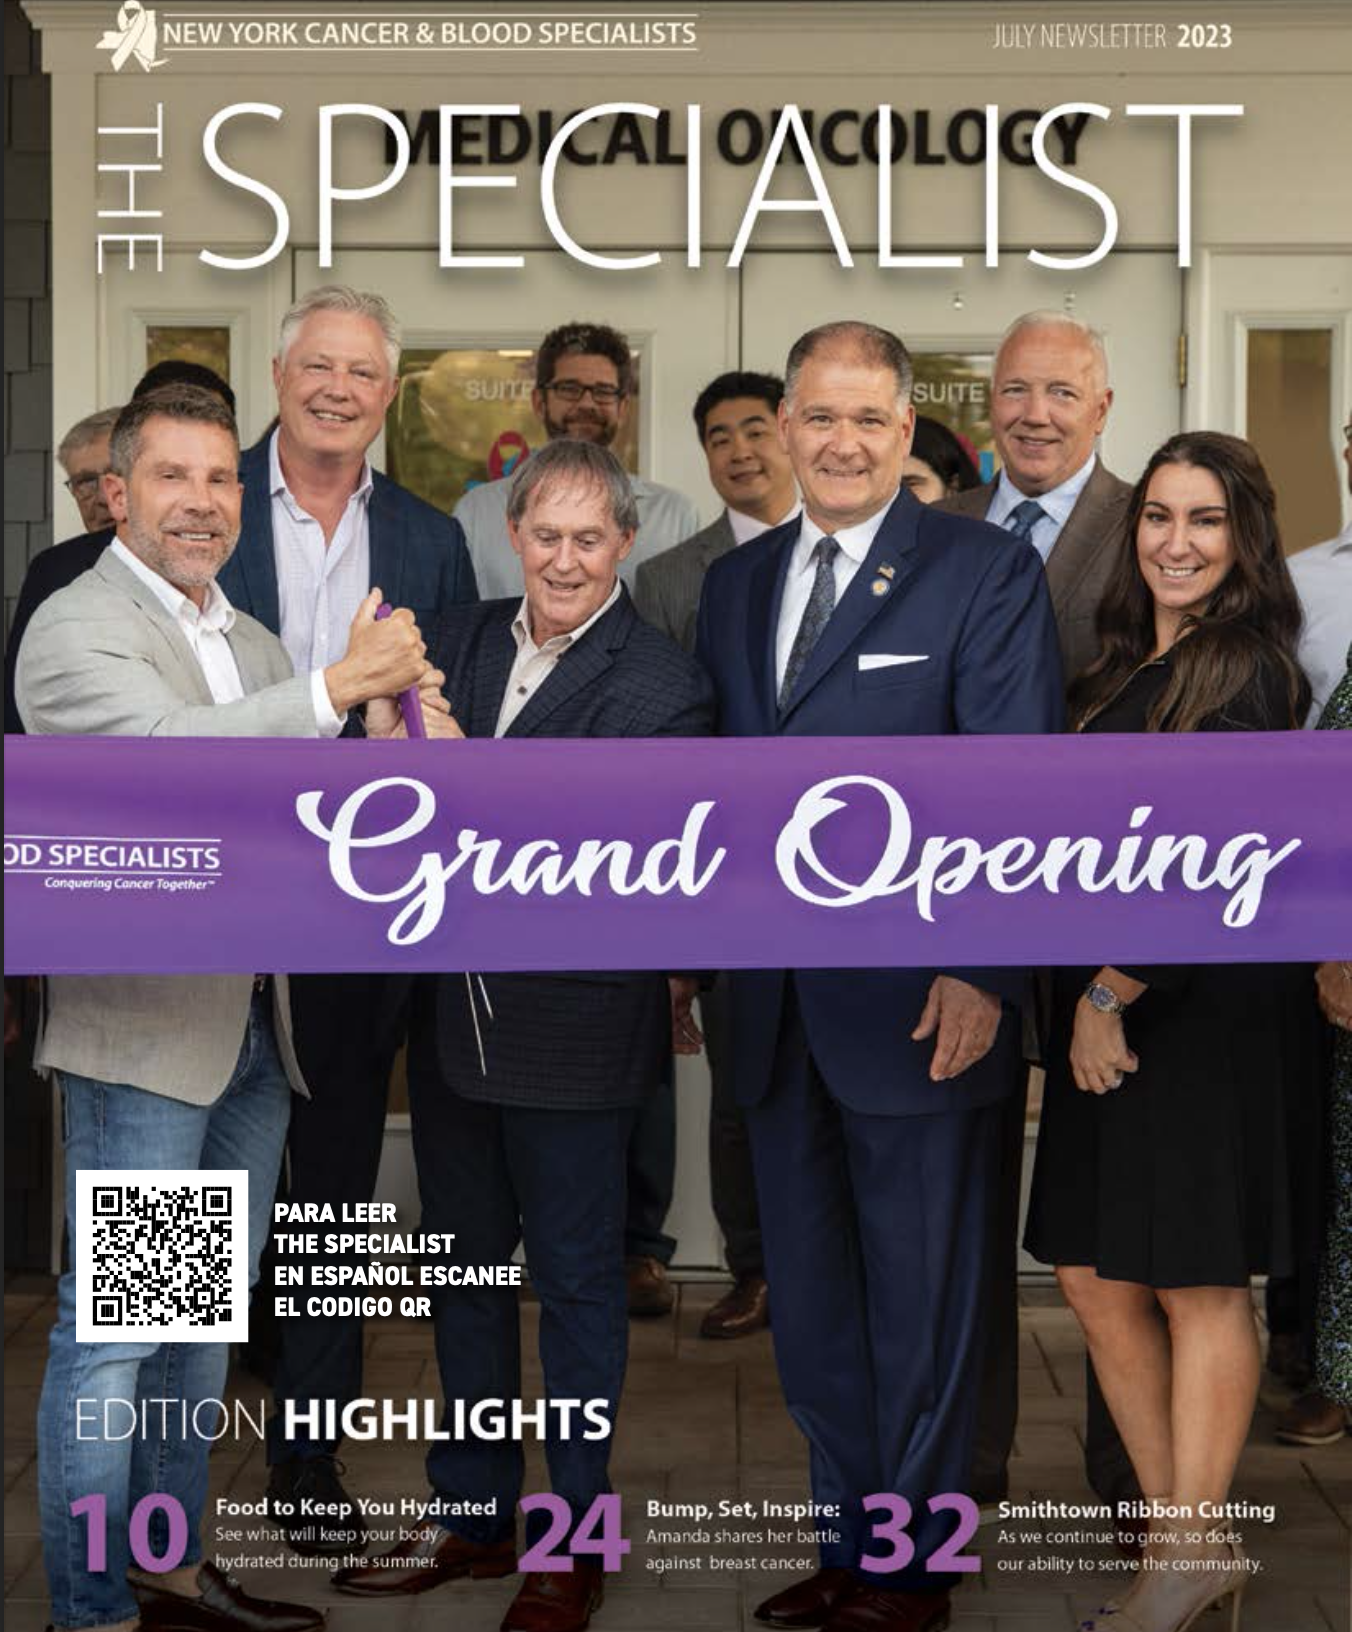 NEW YORK CANCER & BLOOD SPECIALISTS
JULY NEWSLETTER 2023
THE SPECIALIST
MEDICAL ONCOLOGY
SUITE
SUITE
OD SPECIALISTS
Conquering Cancer Together™
Grand Opening
PARA LEER
THE SPECIALIST
EN ESPAÑOL ESCANEE
EL CODIGO QR
EDITION HIGHLIGHTS
10
Food to Keep You Hydrated
See what will keep your body
hydrated during the summer.
24
Bump, Set, Inspire:
Amanda shares her battle
against breast cancer.
32
Smithtown Ribbon Cutting
As we continue to grow, so does
our ability to serve the community.